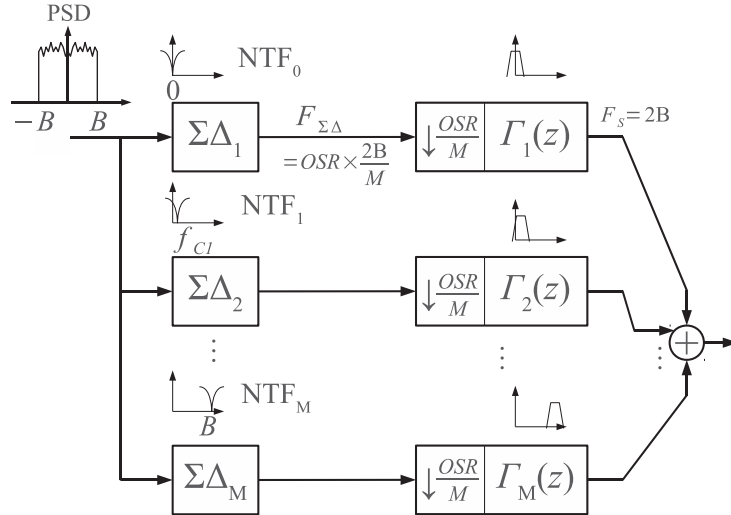 PSD
−B B
NTF₀
0
ΣΔ₁
F_ΣΔ
=OSR×2B/M
↓OSR/M Γ₁(z)
F_S=2B
NTF₁
f_C1
ΣΔ₂
↓OSR/M Γ₂(z)
+
⋮ ⋮ ⋮
NTF_M
B
ΣΔ_M
↓OSR/M Γ_M(z)